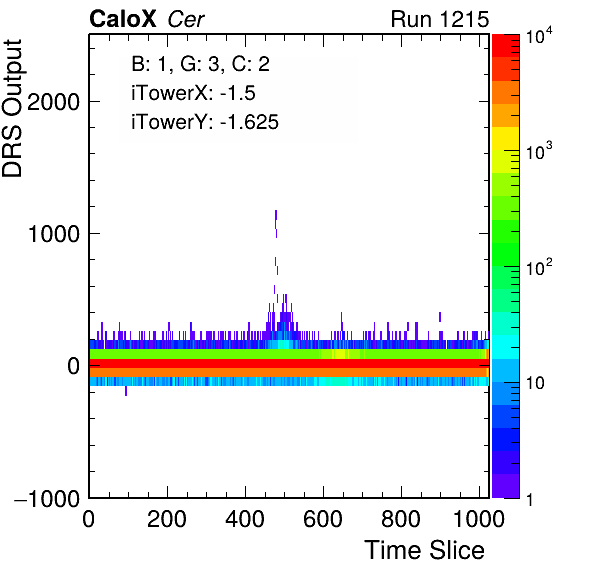 CaloX Cer Run 1215
B: 1, G: 3, C: 2
iTowerX: -1.5
iTowerY: -1.625
DRS Output
2000
1000
0
−1000
0 200 400 600 800 1000
Time Slice
10^4
10^3
10^2
10
1